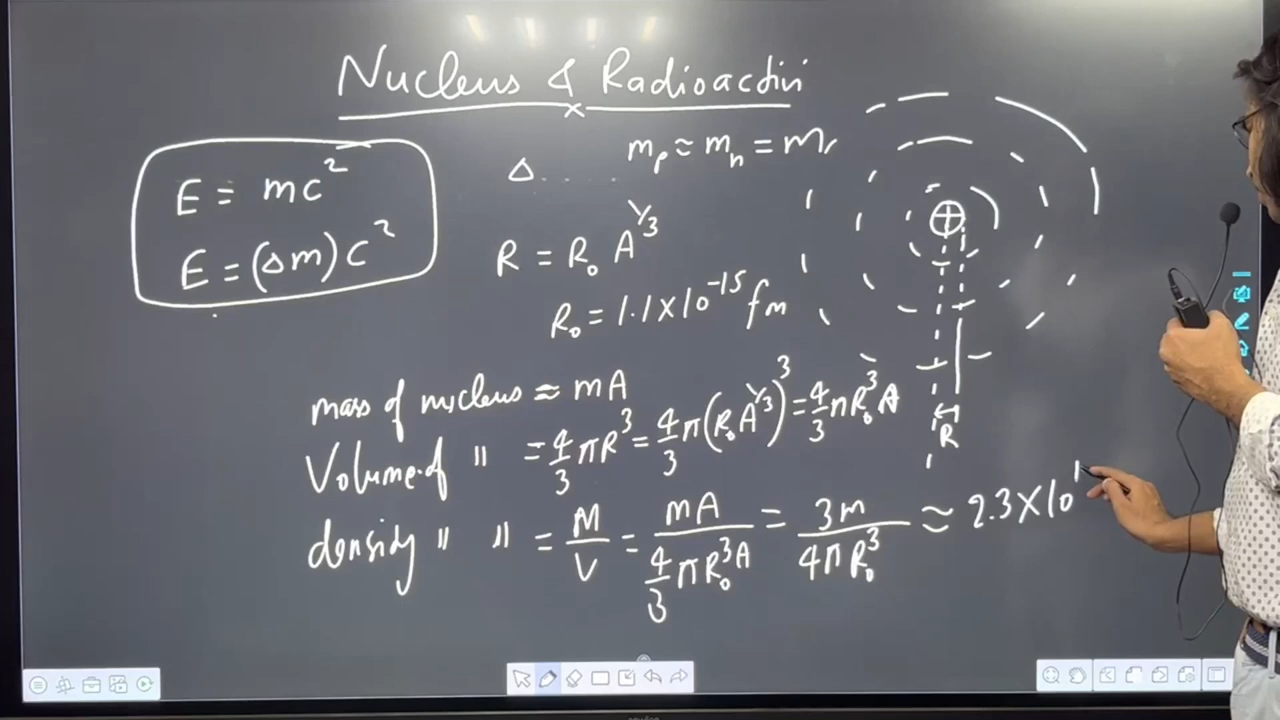 Nucleus & Radioactivi
E = mc²
E = (Δm)c²
Δ......
mₚ ≈ mₙ = m
R = R₀ A^1/3
R₀ = 1.1×10⁻¹⁵ fm
R
mass of nucleus ≈ mA
Volume of " = 4/3 πR³ = 4/3 π(R₀A^1/3)³ = 4/3 πR₀³A
density " " = M/V = mA / (4/3 πR₀³A) = 3m / 4πR₀³ ≈ 2.3×10¹